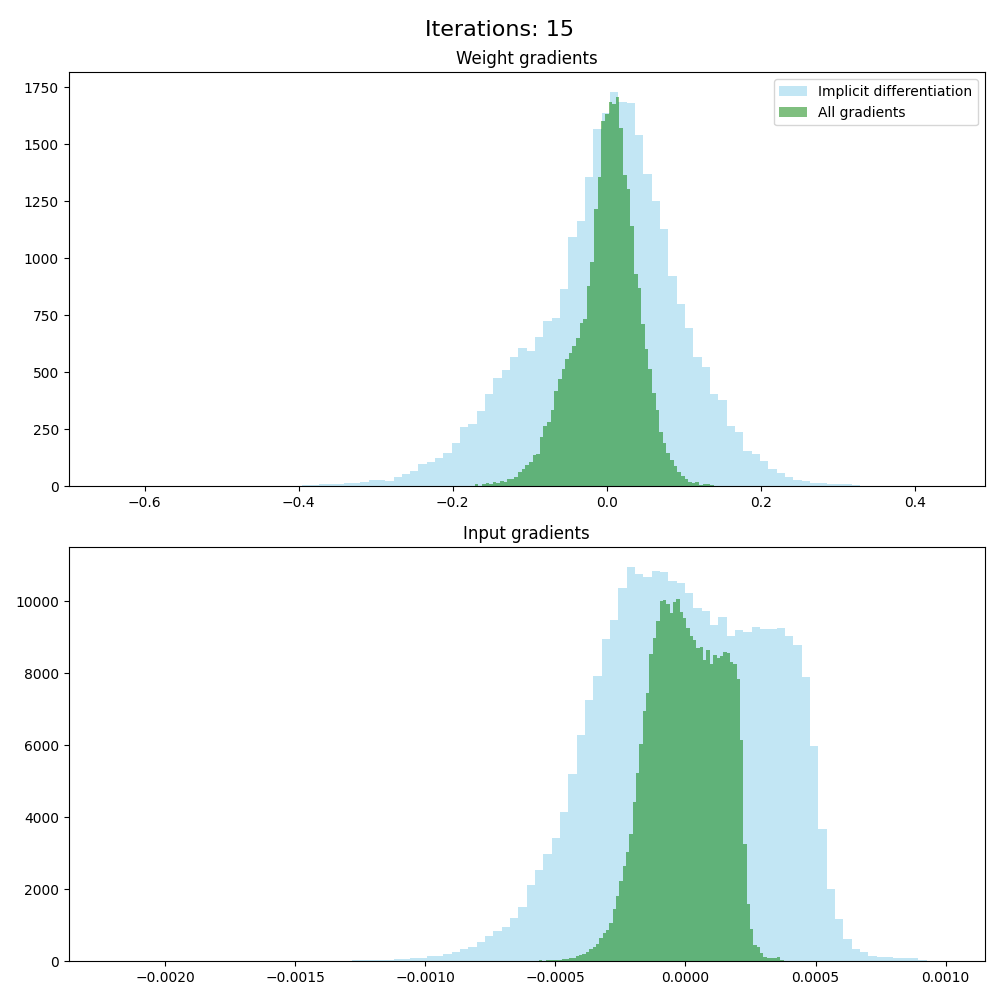 Iterations: 15
Weight gradients
Implicit differentiation
All gradients
1750
1500
1250
1000
750
500
250
0
−0.6 −0.4 −0.2 0.0 0.2 0.4
Input gradients
10000
8000
6000
4000
2000
0
−0.0020 −0.0015 −0.0010 −0.0005 0.0000 0.0005 0.0010